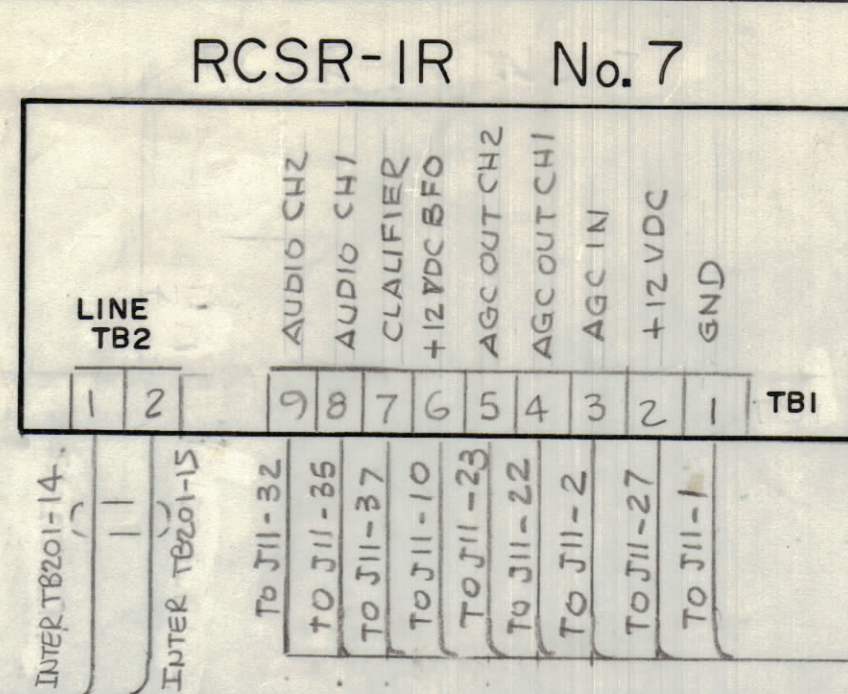 RCSR-1R No. 7
AUDIO CH2
AUDIO CH1
CLALIFIER
+12VDC BFO
AGC OUT CH2
AGC OUT CH1
AGC IN
+12VDC
GND
LINE
TB2
1 2
9 8 7 6 5 4 3 2 1 TB1
INTER TB201-14
INTER TB201-15
TO J11-32
TO J11-35
TO J11-37
TO J11-10
TO J11-23
TO J11-22
TO J11-2
TO J11-27
TO J11-1